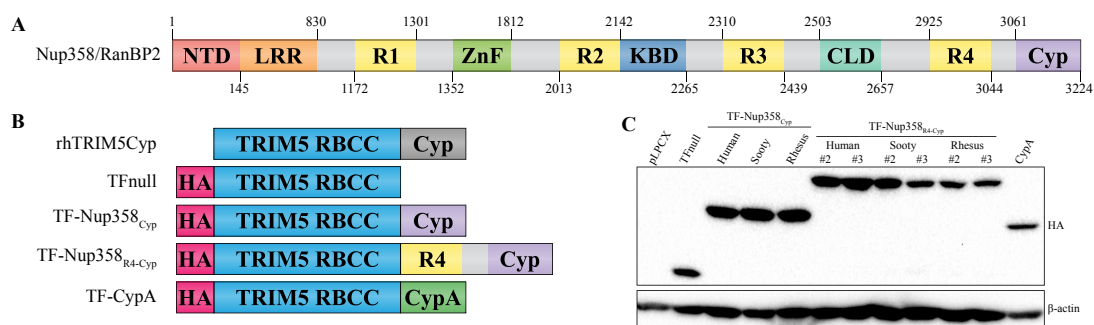 A
1 830 1301 1812 2142 2310 2503 2925 3061
Nup358/RanBP2 NTD LRR R1 ZnF R2 KBD R3 CLD R4 Cyp
145 1172 1352 2013 2265 2439 2657 3044 3224
B
rhTRIM5Cyp TRIM5 RBCC Cyp
TFnull HA TRIM5 RBCC
TF-Nup358Cyp HA TRIM5 RBCC Cyp
TF-Nup358R4-Cyp HA TRIM5 RBCC R4 Cyp
TF-CypA HA TRIM5 RBCC CypA
C
TF-Nup358Cyp TF-Nup358R4-Cyp
pLPCX TFnull Human Sooty Rhesus Human Sooty Rhesus CypA
#2 #3 #2 #3 #2 #3
HA
β-actin